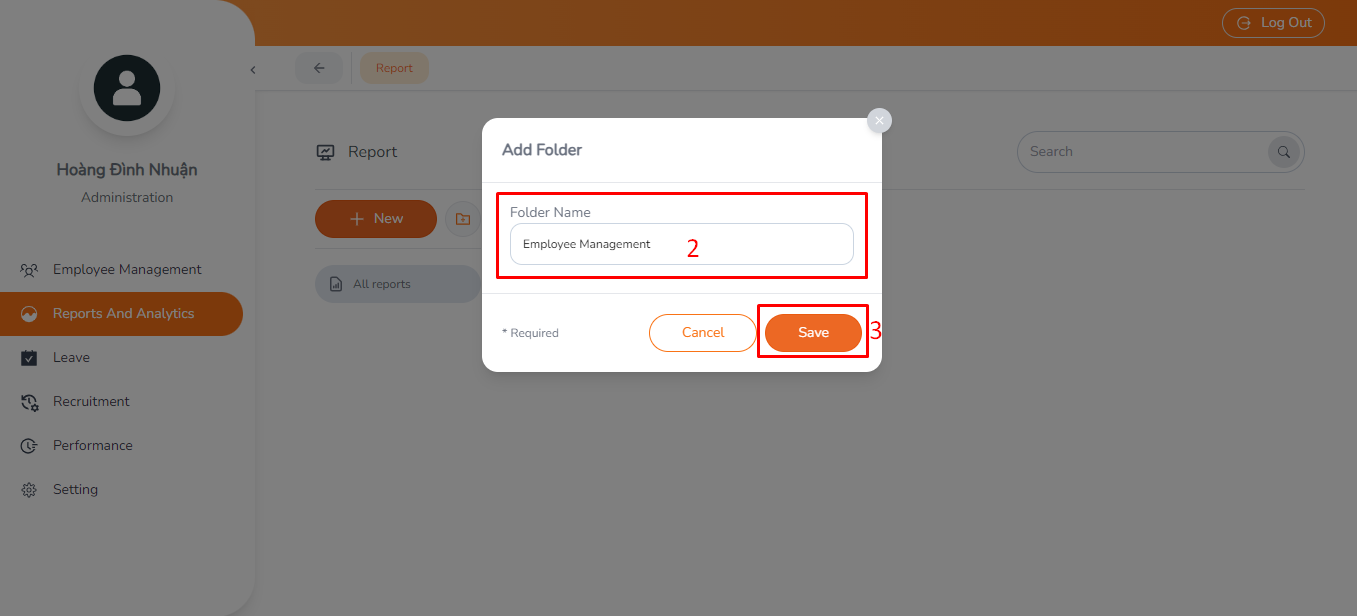 Log Out
Report
Hoàng Đình Nhuận
Administration
Employee Management
Reports And Analytics
Leave
Recruitment
Performance
Setting
Report
Search
New
All reports
Add Folder
Folder Name
Employee Management
2
* Required
Cancel
Save
3